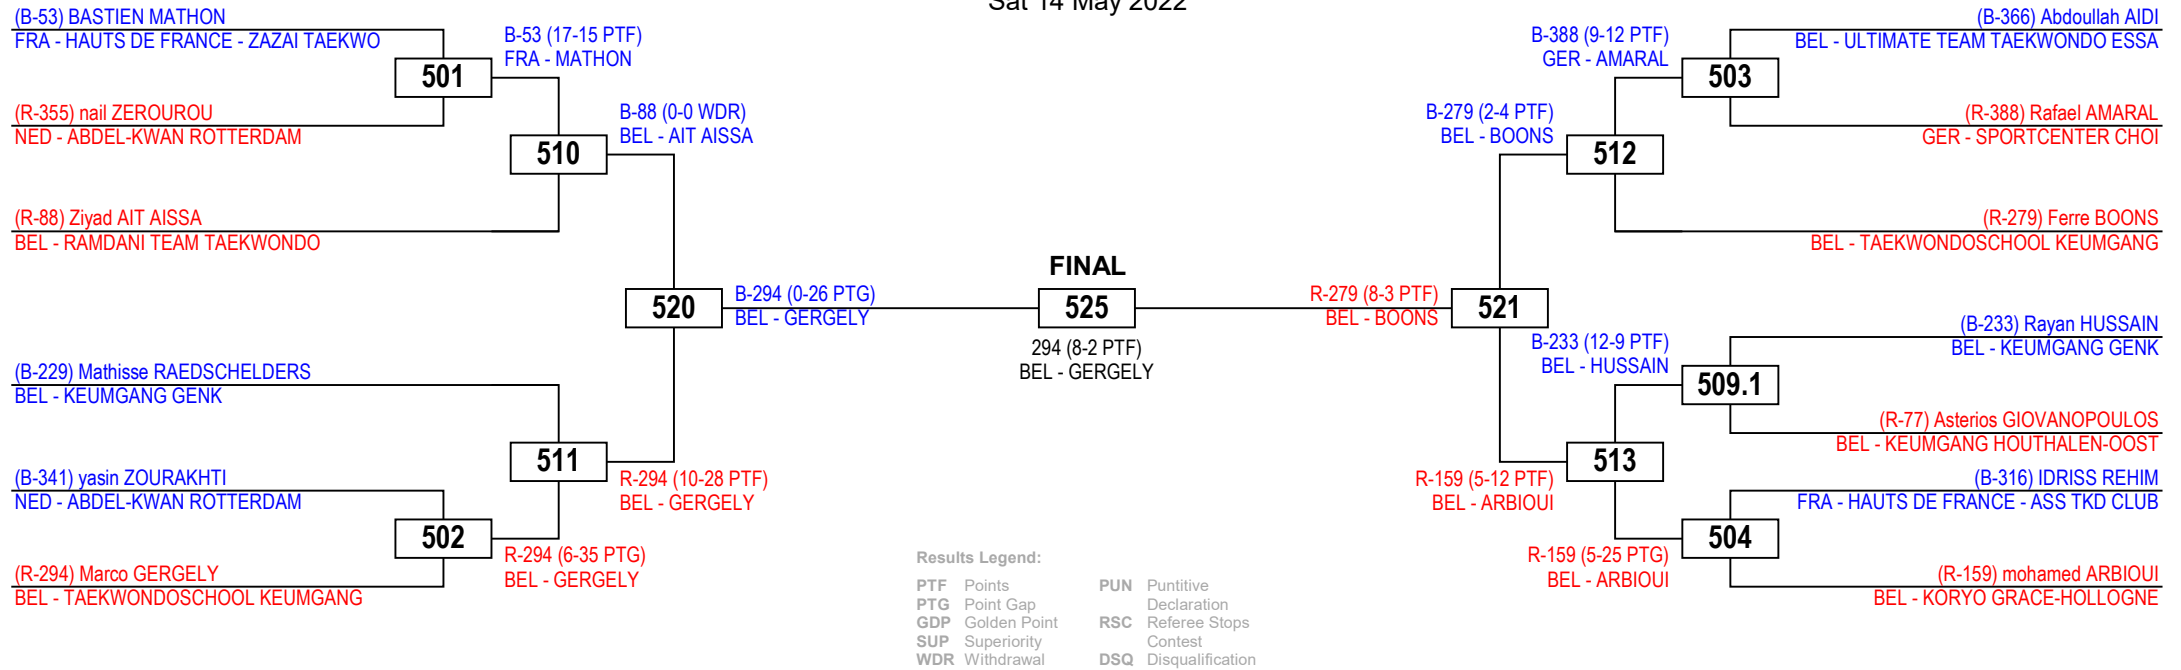 Sat 14 May 2022
(B-53) BASTIEN MATHON
FRA - HAUTS DE FRANCE - ZAZAI TAEKWO
501
(R-355) nail ZEROUROU
NED - ABDEL-KWAN ROTTERDAM
B-53 (17-15 PTF)
FRA - MATHON
510
(R-88) Ziyad AIT AISSA
BEL - RAMDANI TEAM TAEKWONDO
B-88 (0-0 WDR)
BEL - AIT AISSA
520
(B-229) Mathisse RAEDSCHELDERS
BEL - KEUMGANG GENK
511
(B-341) yasin ZOURAKHTI
NED - ABDEL-KWAN ROTTERDAM
502
(R-294) Marco GERGELY
BEL - TAEKWONDOSCHOOL KEUMGANG
R-294 (6-35 PTG)
BEL - GERGELY
R-294 (10-28 PTF)
BEL - GERGELY
B-294 (0-26 PTG)
BEL - GERGELY
FINAL
525
294 (8-2 PTF)
BEL - GERGELY
R-279 (8-3 PTF)
BEL - BOONS
521
B-279 (2-4 PTF)
BEL - BOONS
512
B-388 (9-12 PTF)
GER - AMARAL
503
(B-366) Abdoullah AIDI
BEL - ULTIMATE TEAM TAEKWONDO ESSA
(R-388) Rafael AMARAL
GER - SPORTCENTER CHOI
(R-279) Ferre BOONS
BEL - TAEKWONDOSCHOOL KEUMGANG
(B-233) Rayan HUSSAIN
BEL - KEUMGANG GENK
B-233 (12-9 PTF)
BEL - HUSSAIN
509.1
(R-77) Asterios GIOVANOPOULOS
BEL - KEUMGANG HOUTHALEN-OOST
513
R-159 (5-12 PTF)
BEL - ARBIOUI
(B-316) IDRISS REHIM
FRA - HAUTS DE FRANCE - ASS TKD CLUB
504
R-159 (5-25 PTG)
BEL - ARBIOUI
(R-159) mohamed ARBIOUI
BEL - KORYO GRACE-HOLLOGNE
Results Legend:
PTF Points
PTG Point Gap
GDP Golden Point
SUP Superiority
WDR Withdrawal
PUN Puntitive
Declaration
RSC Referee Stops
Contest
DSQ Disqualification